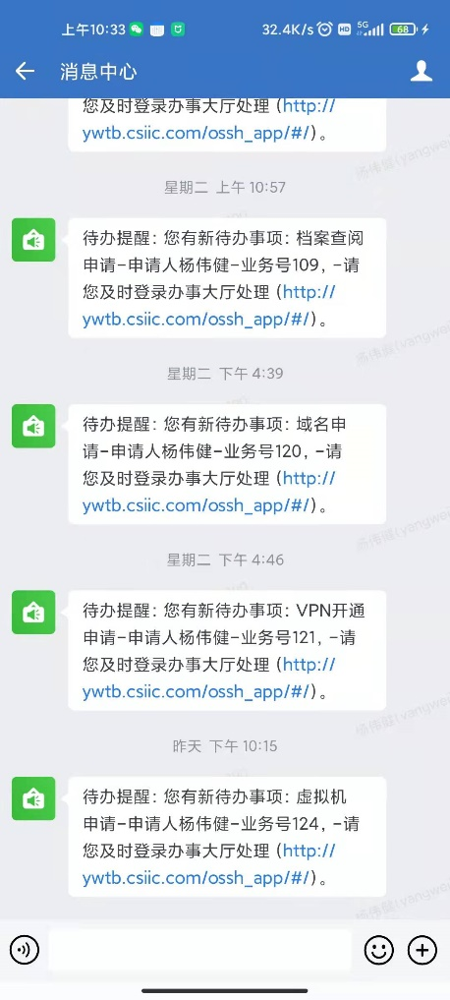 上午10:33
32.4K/s HD 5G 68
消息中心
您及时登录办事大厅处理 (http://
ywtb.csiic.com/ossh_app/#/)。
星期二 上午 10:57
待办提醒: 您有新待办事项: 档案查阅
申请-申请人杨伟健-业务号109, -请
您及时登录办事大厅处理 (http://
ywtb.csiic.com/ossh_app/#/)。
星期二 下午 4:39
待办提醒: 您有新待办事项: 域名申
请-申请人杨伟健-业务号120, -请
您及时登录办事大厅处理 (http://
ywtb.csiic.com/ossh_app/#/)。
星期二 下午 4:46
待办提醒: 您有新待办事项: VPN开通
申请-申请人杨伟健-业务号121, -请
您及时登录办事大厅处理 (http://
ywtb.csiic.com/ossh_app/#/)。
昨天 下午 10:15
待办提醒: 您有新待办事项: 虚拟机
申请-申请人杨伟健-业务号124, -请
您及时登录办事大厅处理 (http://
ywtb.csiic.com/ossh_app/#/)。